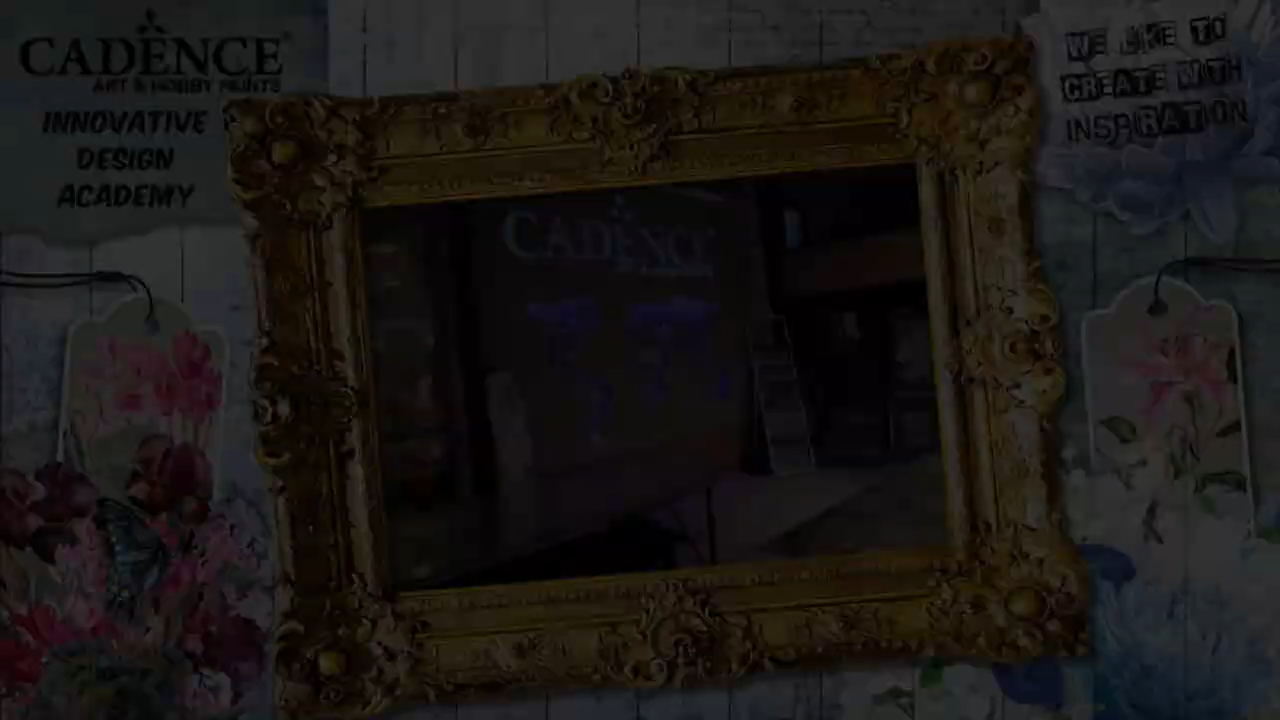 CADENCE
ART & HOBBY PAINTS
INNOVATIVE
DESIGN
ACADEMY
WE LIKE TO
CREATE WITH
INSPIRATION
CADENCE